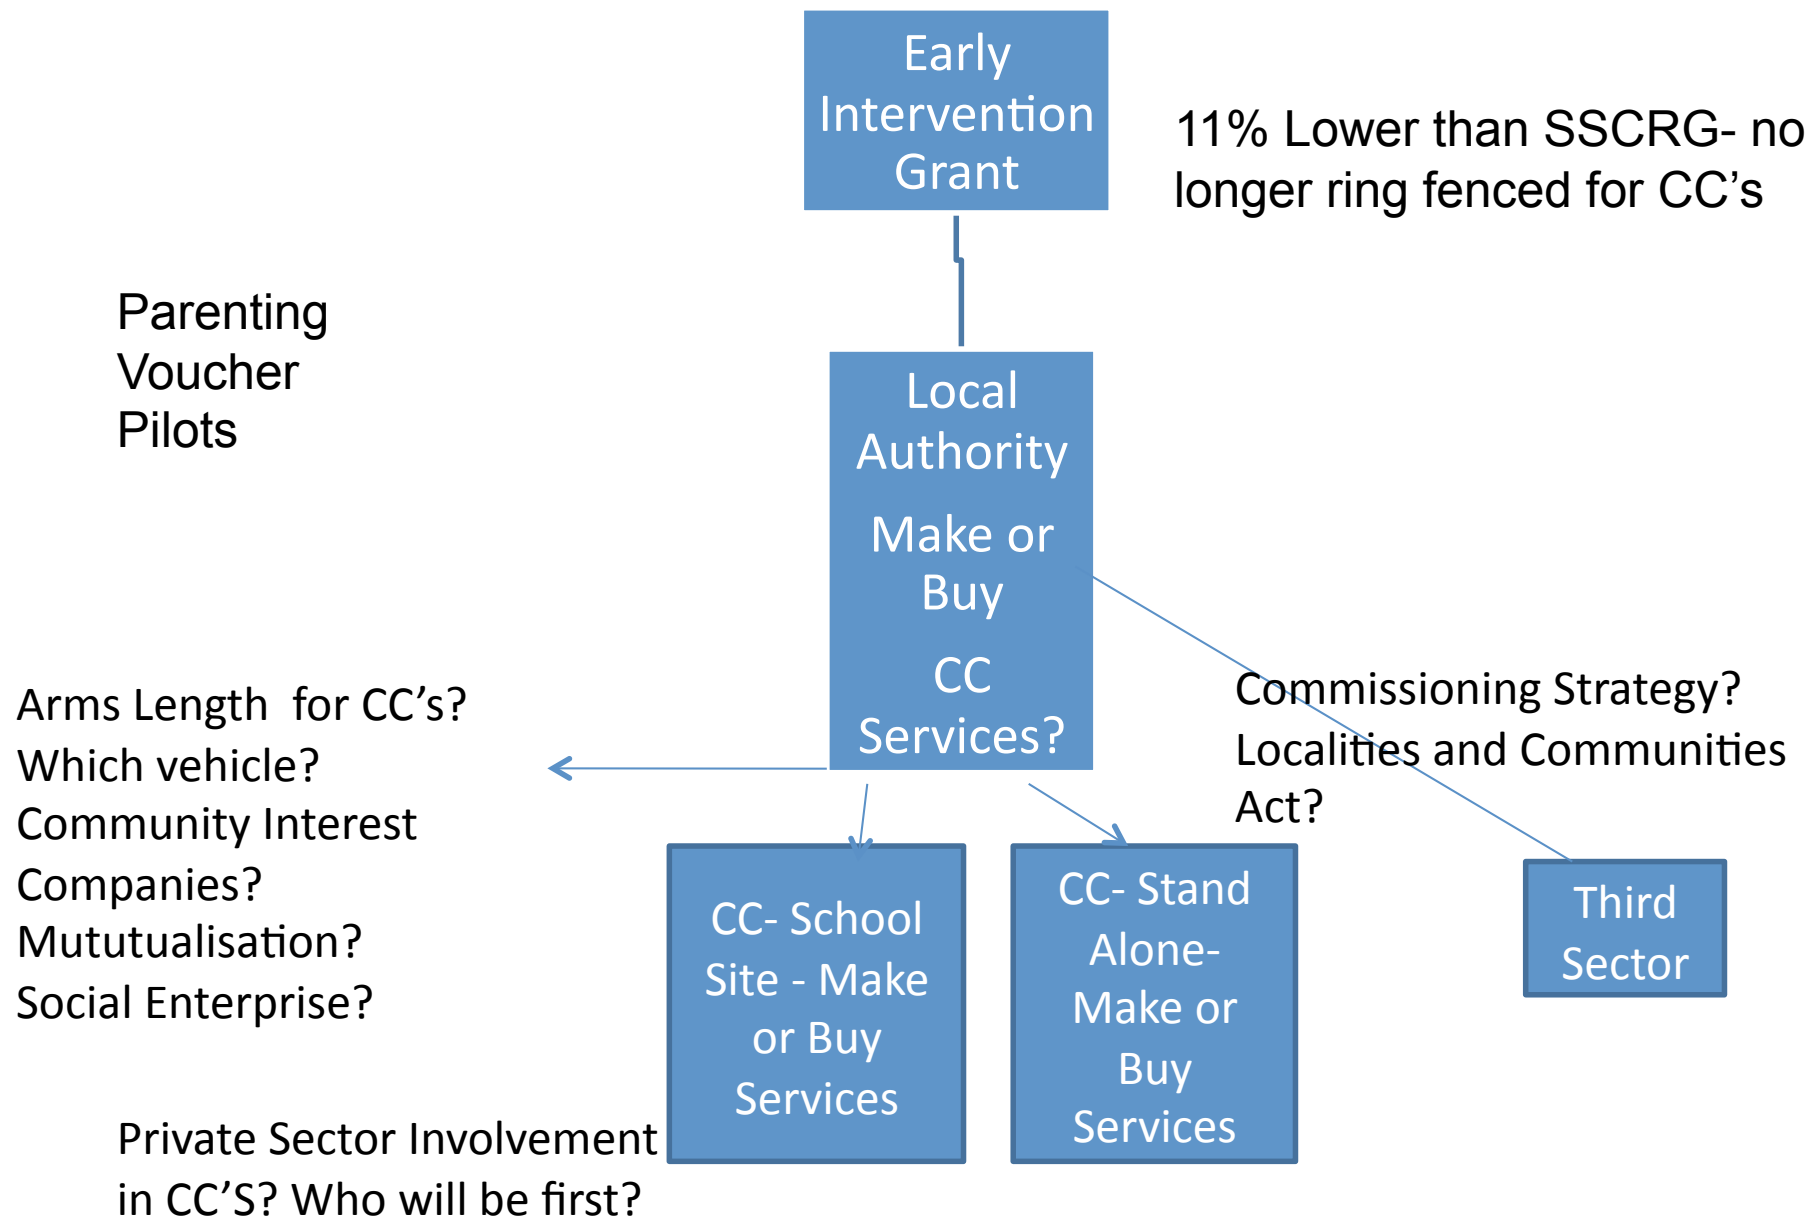 Early
Intervention
Grant
11% Lower than SSCRG- no
longer ring fenced for CC’s
Parenting
Voucher
Pilots
Local
Authority
Make or
Buy
CC
Services?
Arms Length  for CC’s?
Which vehicle?
Community Interest
Companies?
Mututualisation?
Social Enterprise?
Commissioning Strategy?
Localities and Communities
Act?
CC- School
Site - Make
or Buy
Services
CC- Stand
Alone-
Make or
Buy
Services
Third
Sector
Private Sector Involvement
in CC’S? Who will be first?